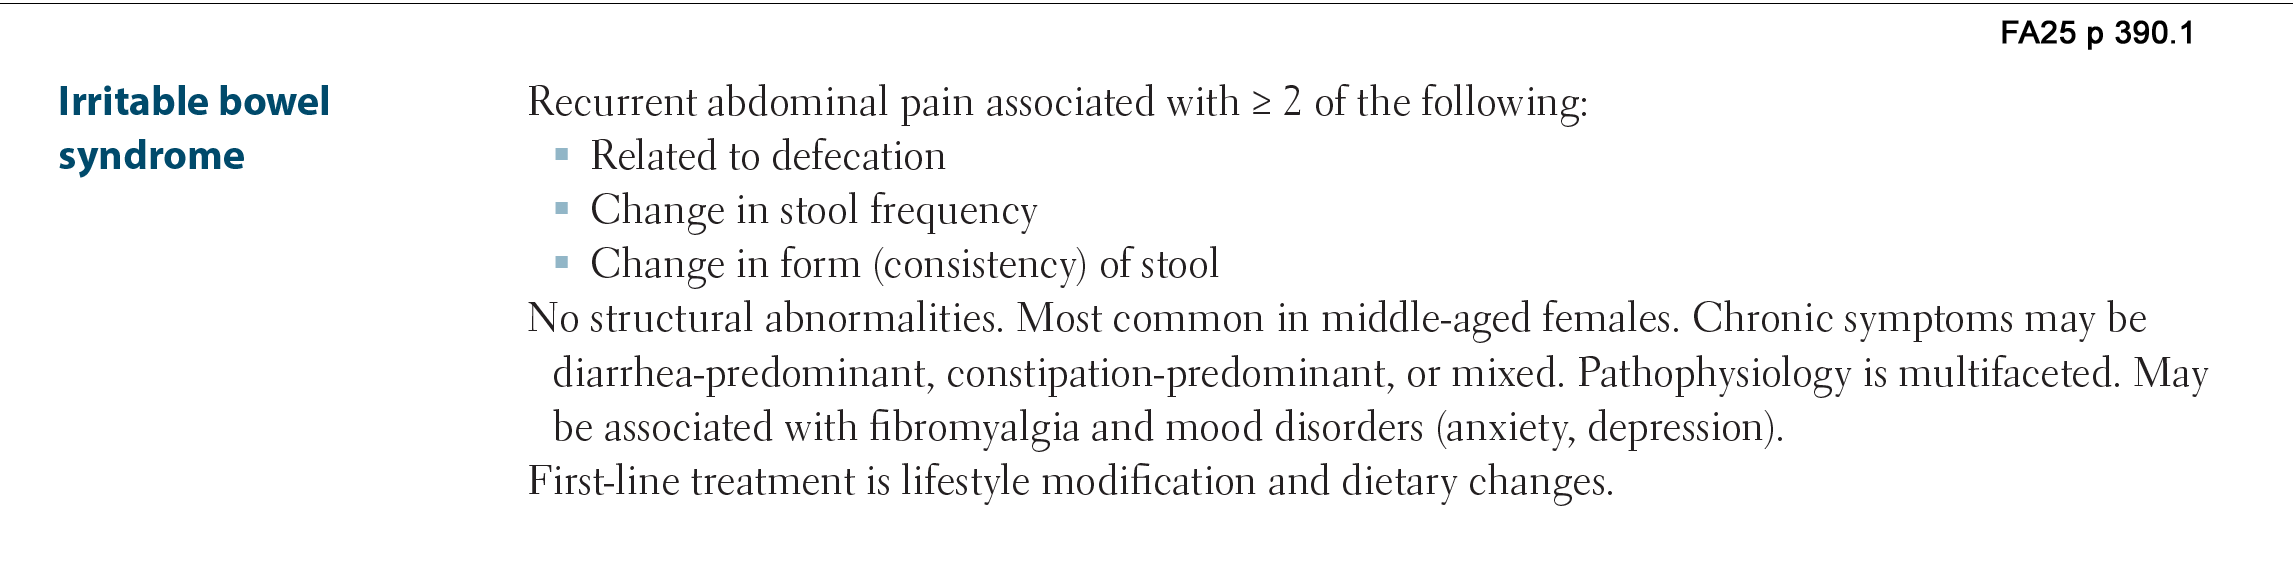 FA25 p 390.1
Irritable bowel
syndrome
Recurrent abdominal pain associated with ≥ 2 of the following:
▪ Related to defecation
▪ Change in stool frequency
▪ Change in form (consistency) of stool
No structural abnormalities. Most common in middle-aged females. Chronic symptoms may be
diarrhea-predominant, constipation-predominant, or mixed. Pathophysiology is multifaceted. May
be associated with fibromyalgia and mood disorders (anxiety, depression).
First-line treatment is lifestyle modification and dietary changes.